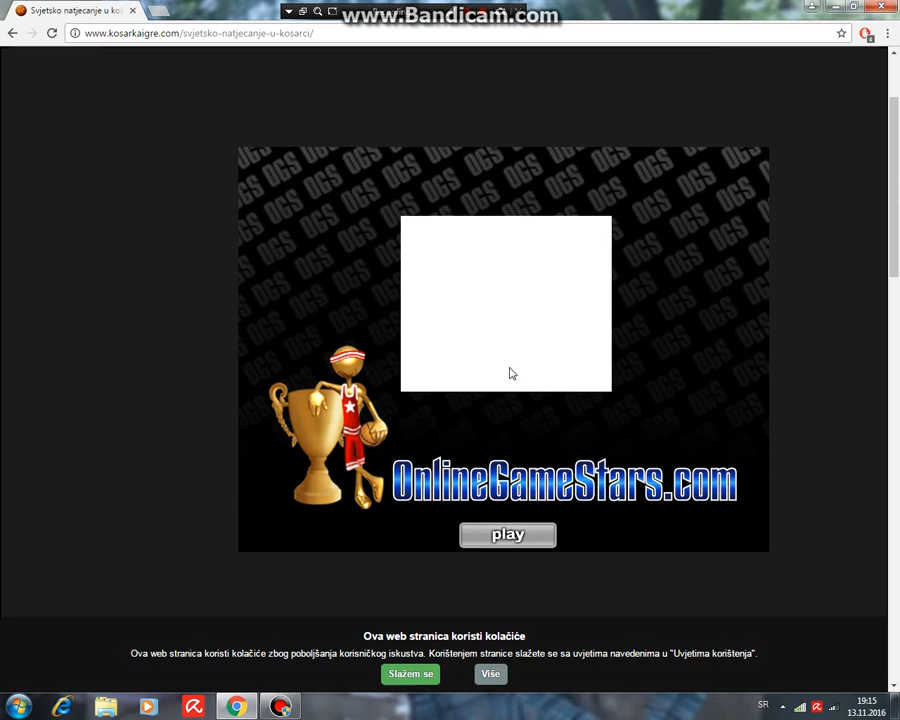 www.Bandicam.com
Svjetsko natjecanje u ko
www.kosarkaigre.com/svjetsko-natjecanje-u-kosarci/
4
OGS
OnlineGameStars.com
play
Ova web stranica koristi kolačiće
Ova web stranica koristi kolačiće zbog poboljšanja korisničkog iskustva. Korištenjem stranice slažete se sa uvjetima navedenima u "Uvjetima korištenja".
Slažem se
Više
SR
19:15
13.11.2016